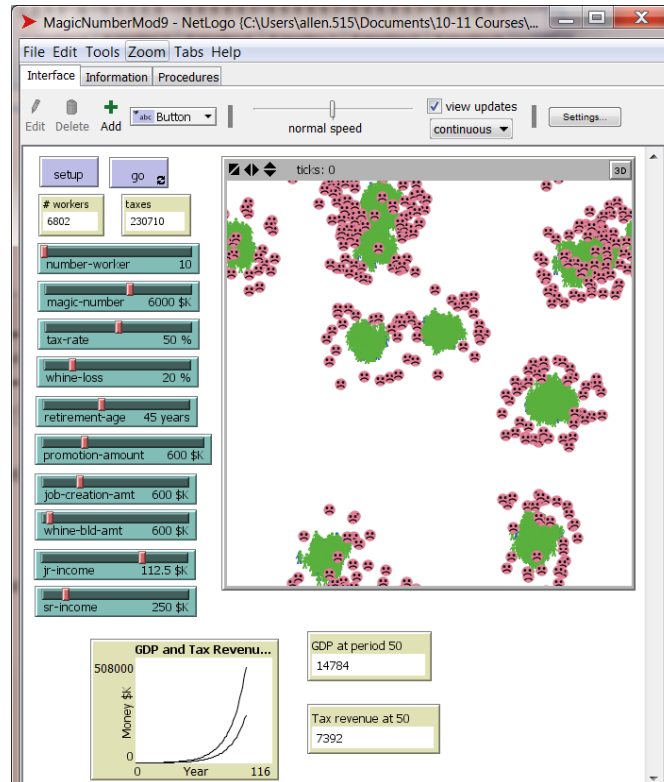 MagicNumberMod9 - NetLogo {C:\Users\allen.515\Documents\10-11 Courses\...
File Edit Tools Zoom Tabs Help
Interface Information Procedures
Edit Delete Add
abc Button
normal speed
view updates
continuous
Settings...
setup go
ticks: 0
3D
# workers
6802
taxes
230710
number-worker 10
magic-number 6000 $K
tax-rate 50 %
whine-loss 20 %
retirement-age 45 years
promotion-amount 600 $K
job-creation-amt 600 $K
whine-bld-amt 600 $K
jr-income 112.5 $K
sr-income 250 $K
GDP and Tax Revenu...
508000
Money $K
0
0 Year 116
GDP at period 50
14784
Tax revenue at 50
7392